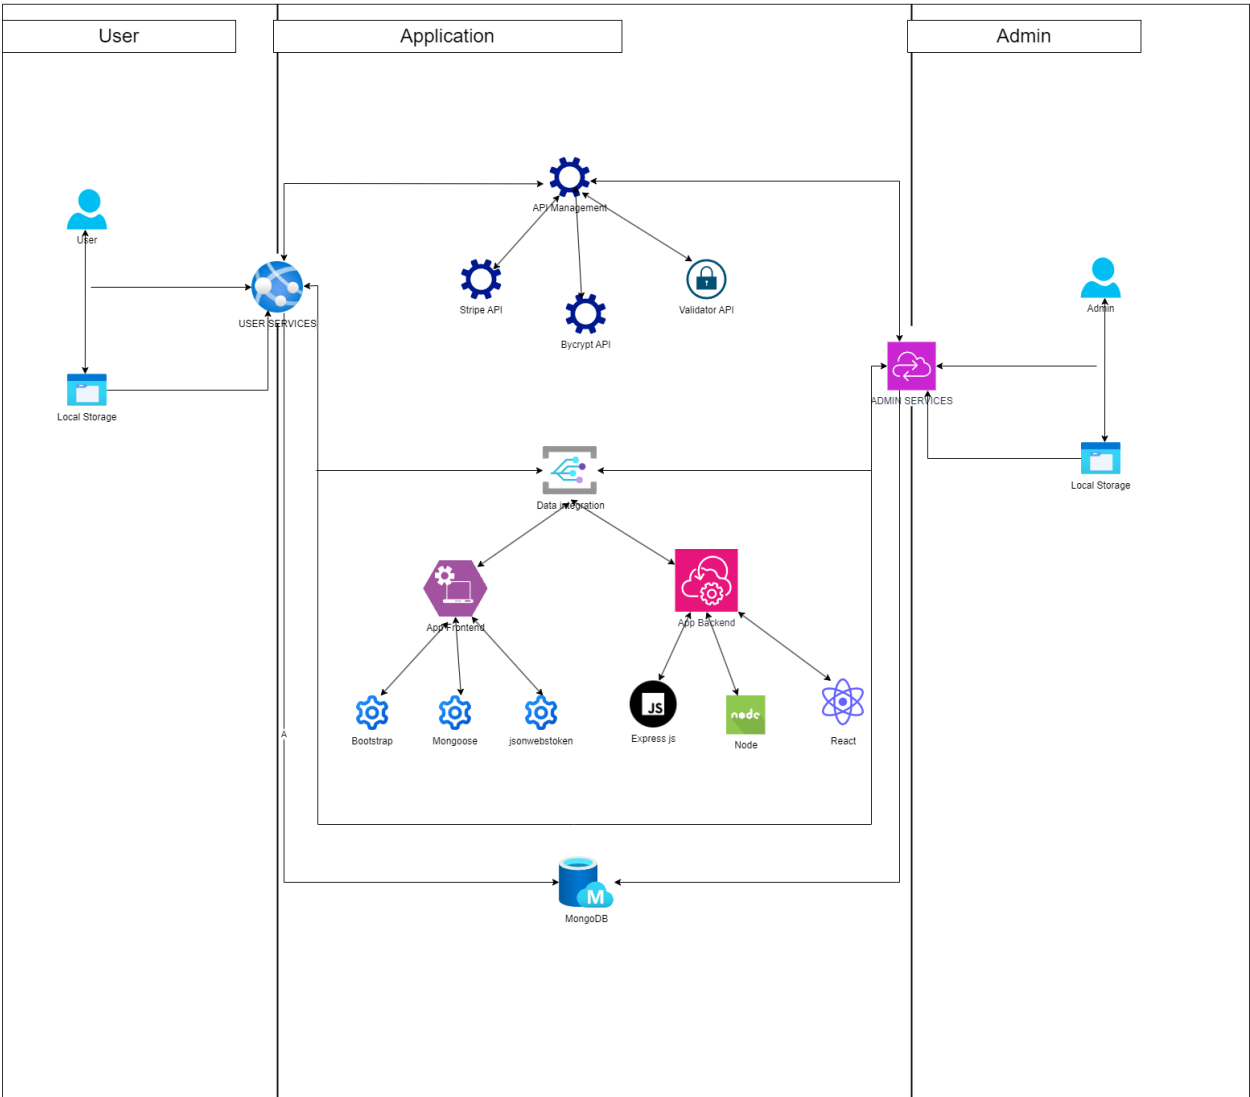 User
Application
Admin
API Management
User
Stripe API
Validator API
Admin
USER SERVICES
Bycrypt API
ADMIN SERVICES
Local Storage
Local Storage
Data integration
App Frontend
App Backend
JS
node
Bootstrap
Mongoose
jsonwebstoken
Express js
Node
React
A
M
MongoDB